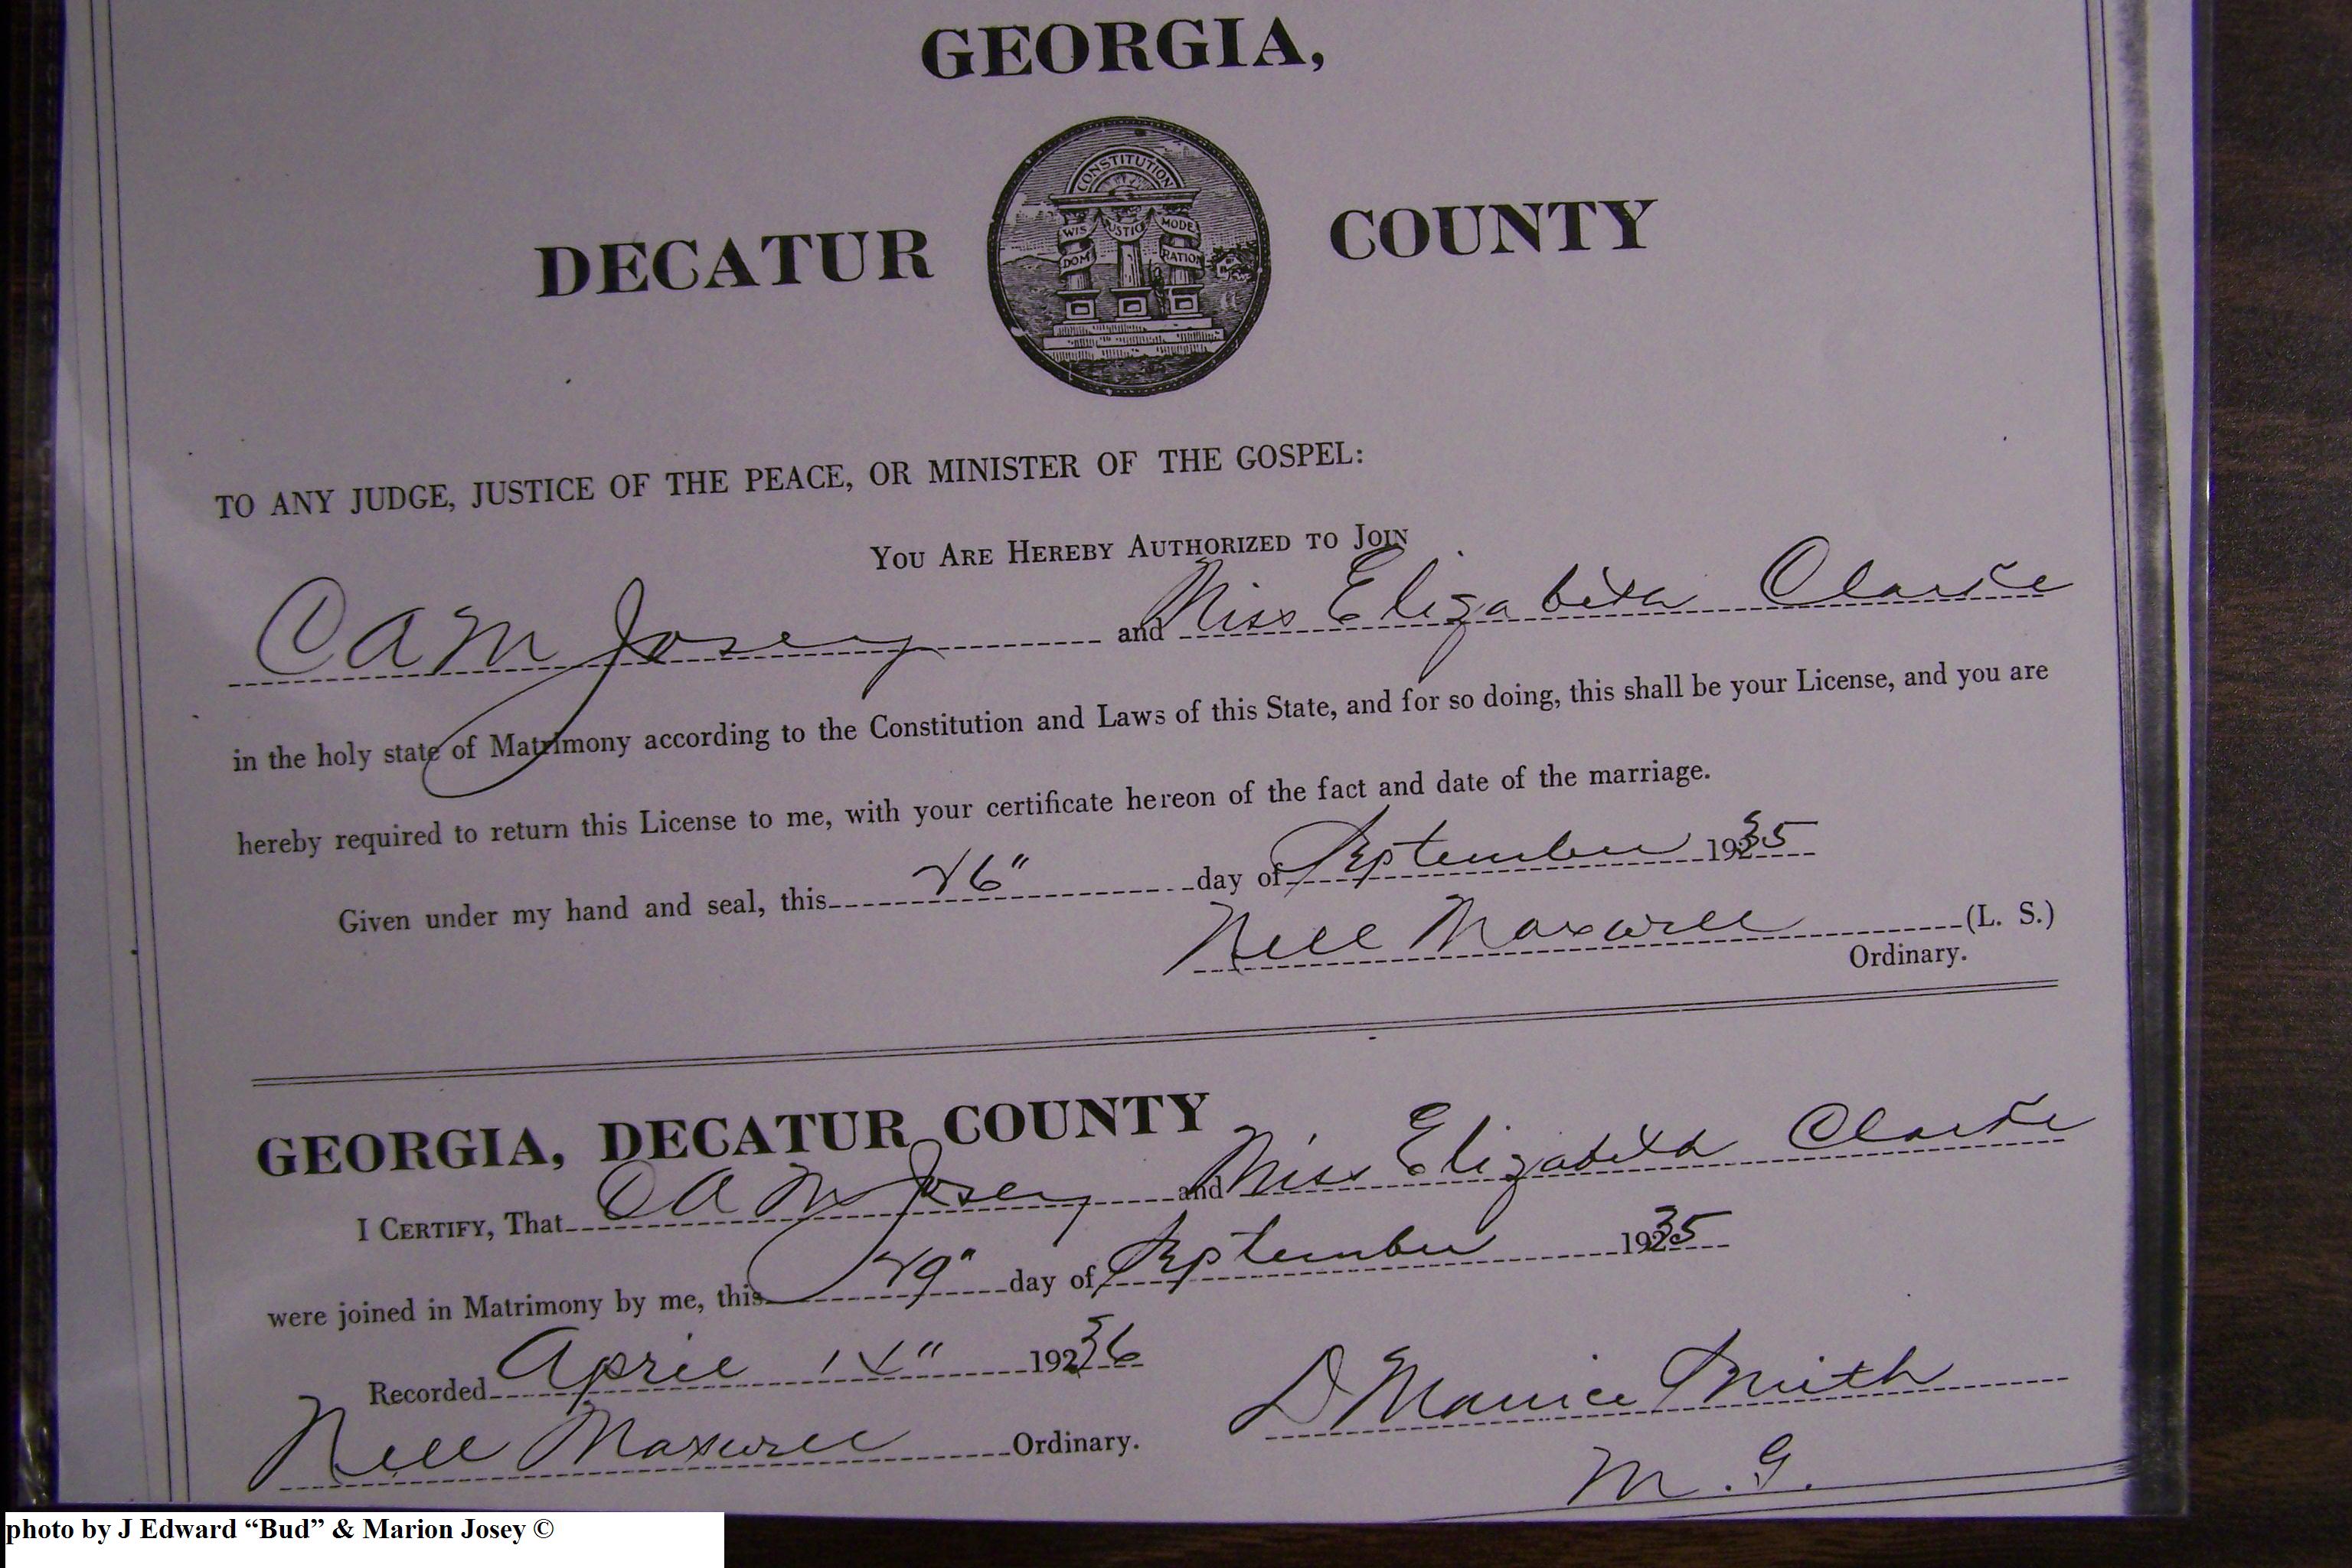 GEORGIA,
CONSTITUTION
WIS JUSTICE MODE
DOM RATION
DECATUR COUNTY
TO ANY JUDGE, JUSTICE OF THE PEACE, OR MINISTER OF THE GOSPEL:
You Are Hereby Authorized to Join
C A M Josey and Miss Elizabeth Clarke
in the holy state of Matrimony according to the Constitution and Laws of this State, and for so doing, this shall be your License, and you are
hereby required to return this License to me, with your certificate hereon of the fact and date of the marriage.
Given under my hand and seal, this 26" day of September 1935
Nell Maxwell (L. S.)
Ordinary.
GEORGIA, DECATUR COUNTY
I Certify, That C A M Josey and Miss Elizabeth Clarke
were joined in Matrimony by me, this 29" day of September 1935
Recorded April 1936
D Maurice Smith
Nell Maxwell Ordinary.
M. G.
photo by J Edward “Bud” & Marion Josey ©